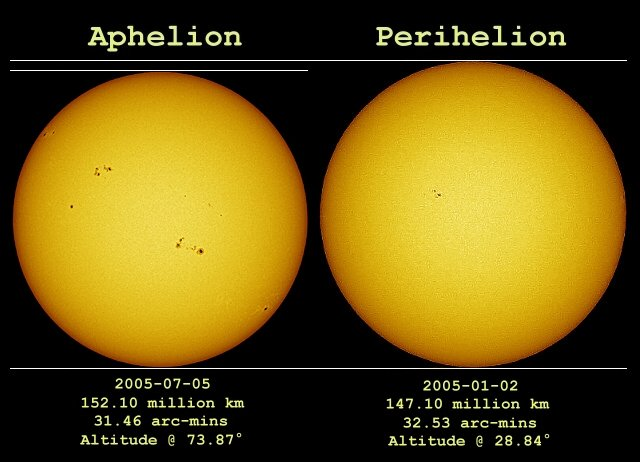 Aphelion
Perihelion
2005-07-05
152.10 million km
31.46 arc-mins
Altitude @ 73.87°
2005-01-02
147.10 million km
32.53 arc-mins
Altitude @ 28.84°